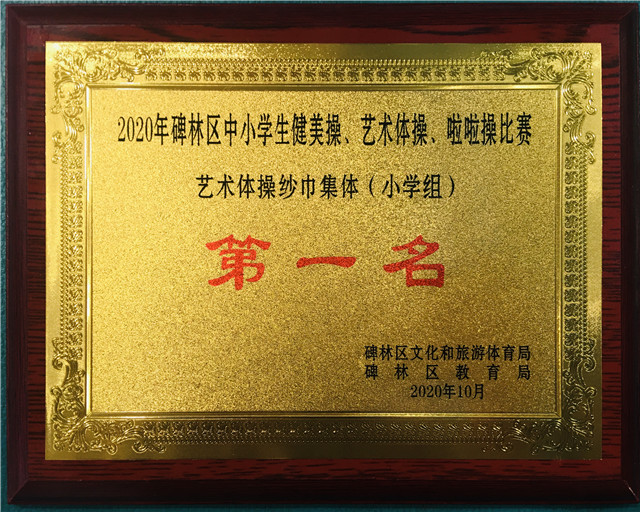 2020年碑林区中小学生健美操、艺术体操、啦啦操比赛
艺术体操纱巾集体（小学组）
第一名
碑林区文化和旅游体育局
碑林区教育局
2020年10月